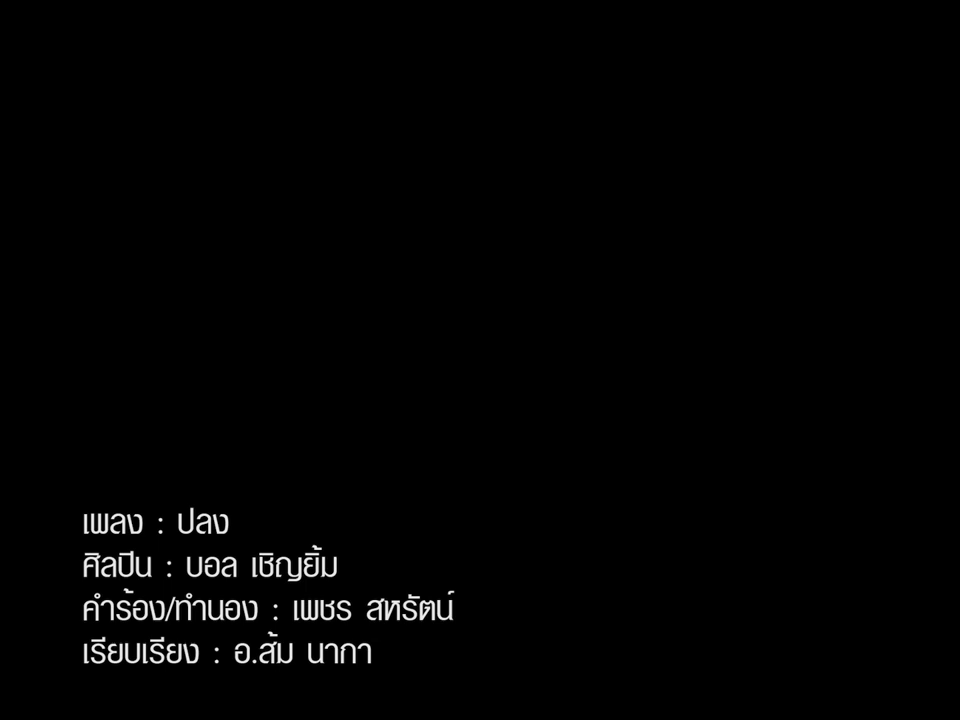 เพลง : ปลง
ศิลปิน : บอล เชิญยิ้ม
คำร้อง/ทำนอง : เพชร สหรัตน์
เรียบเรียง : อ.ส้ม นากา